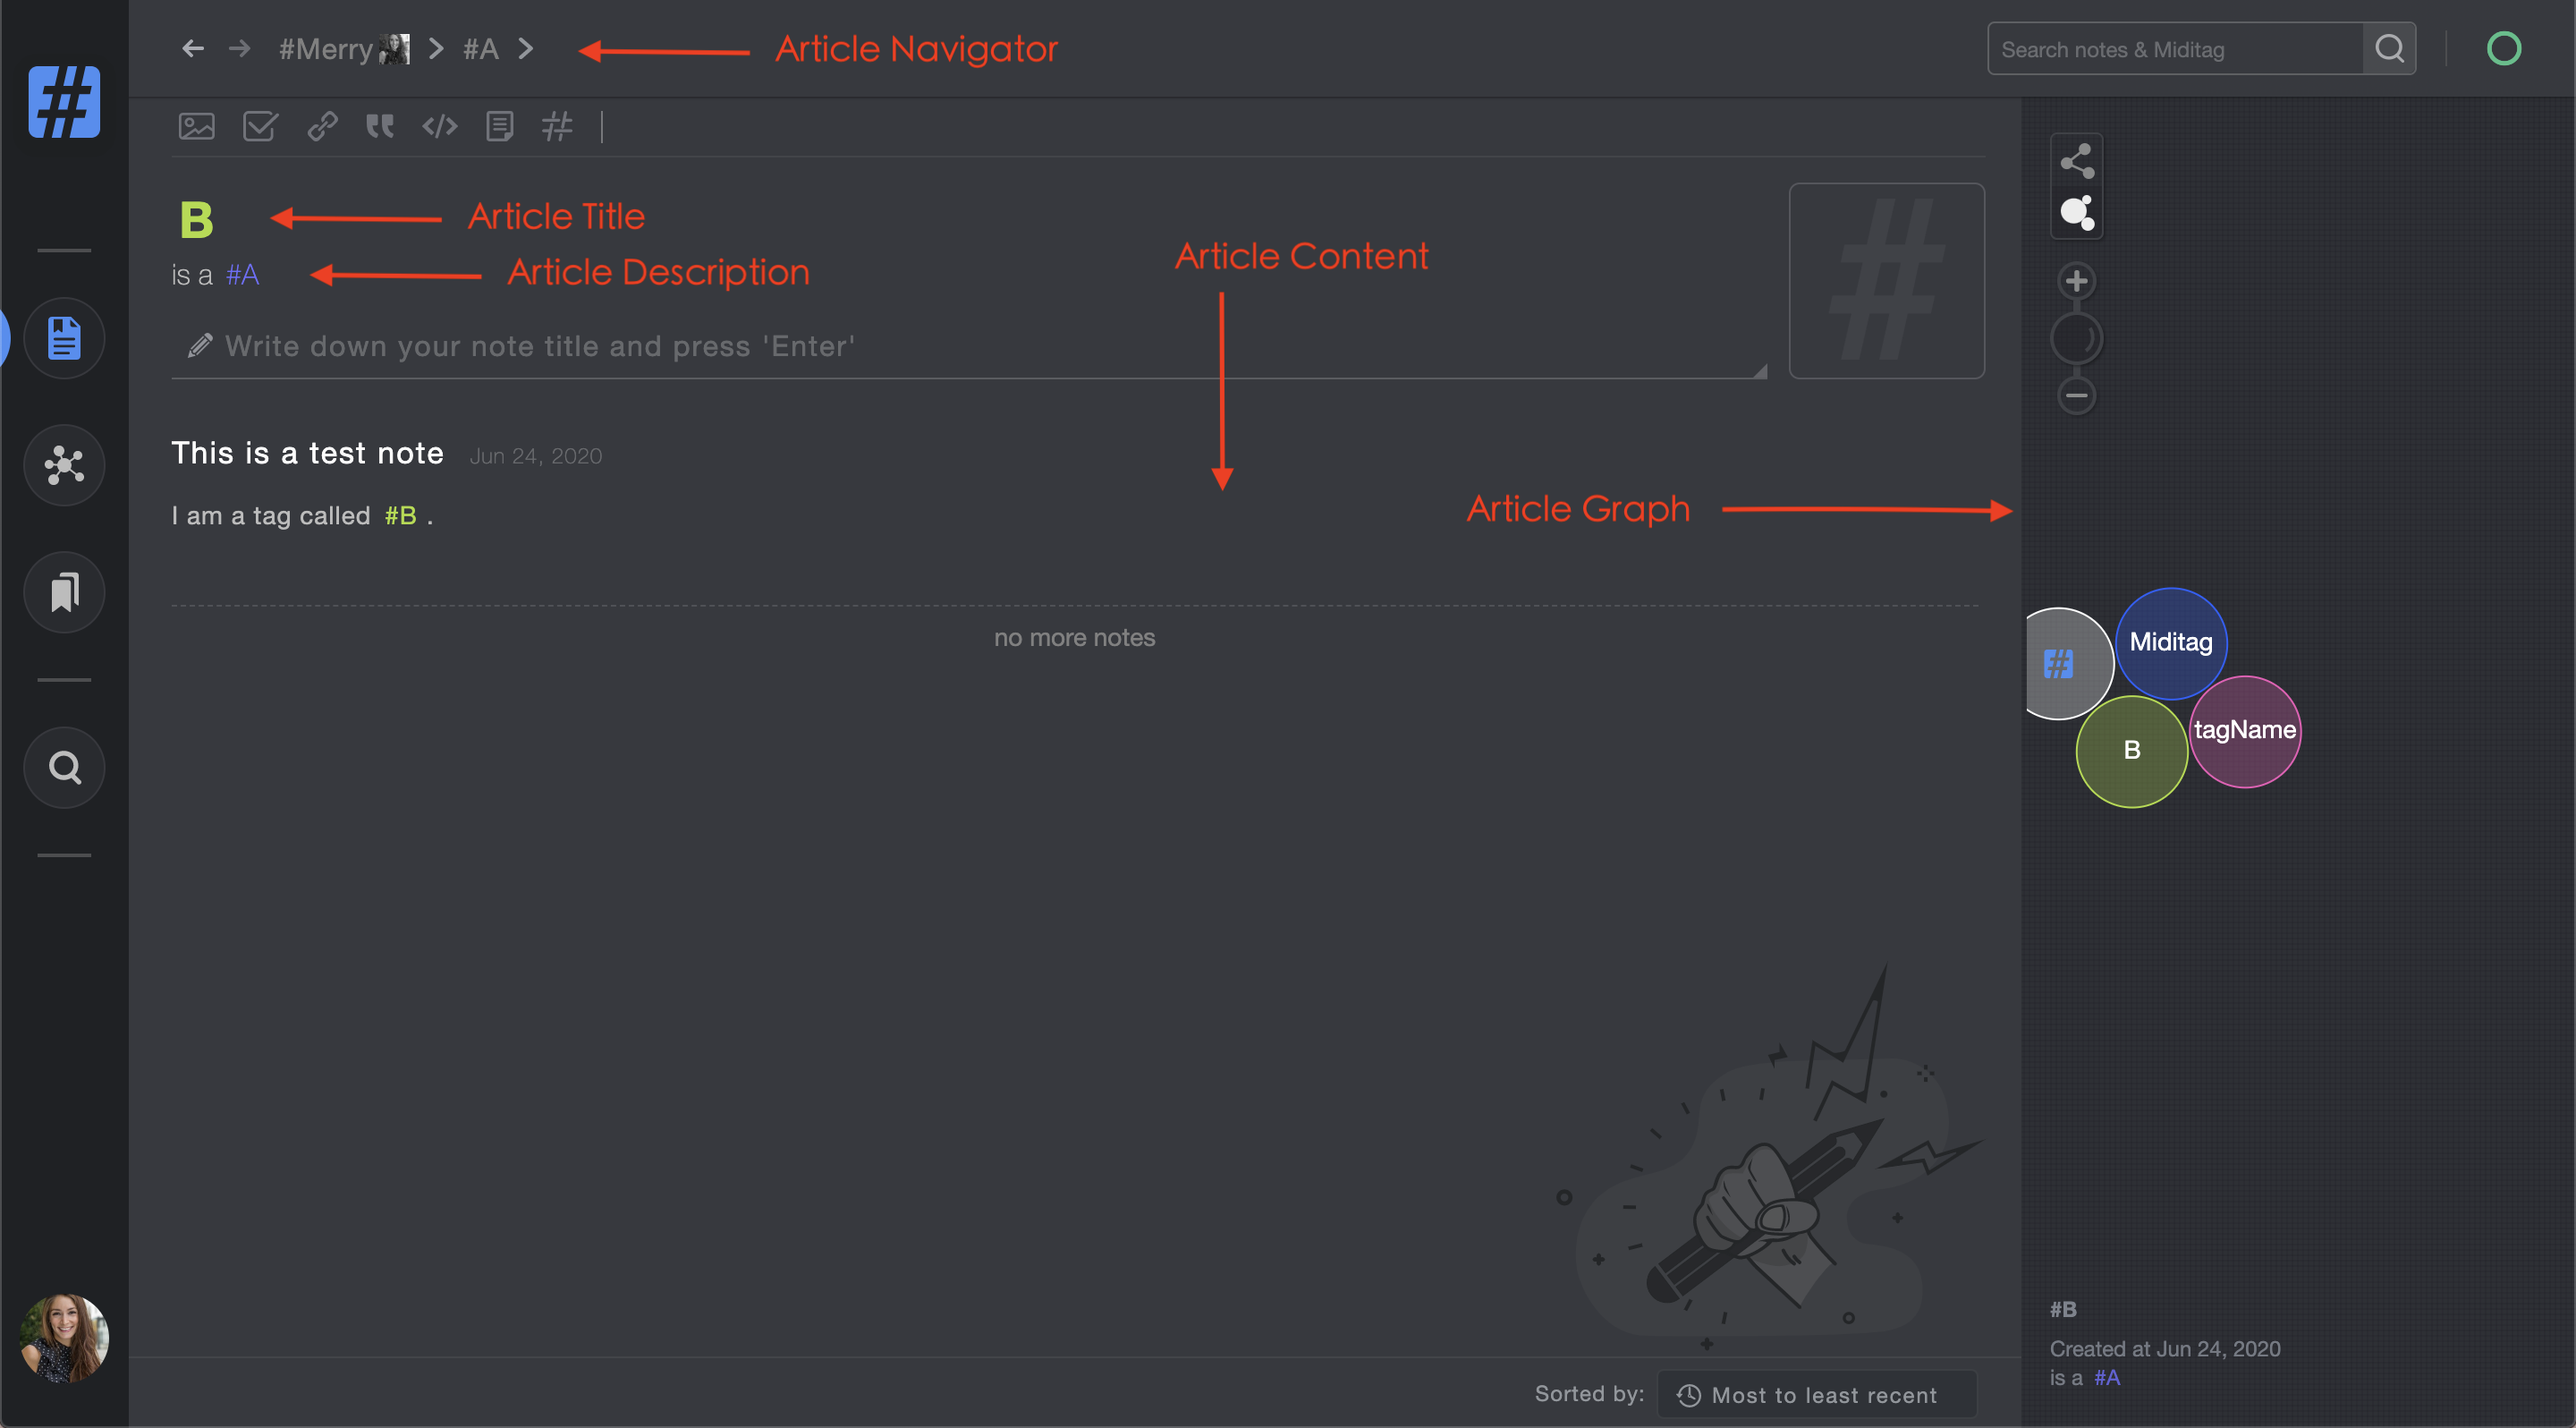 #Merry > #A >
Article Navigator
Search notes & Miditag
B
Article Title
is a #A
Article Description
Article Content
Write down your note title and press 'Enter'
This is a test note Jun 24, 2020
I am a tag called #B .
Article Graph
no more notes
Miditag
tagName
B
#B
Created at Jun 24, 2020
is a #A
Sorted by: Most to least recent